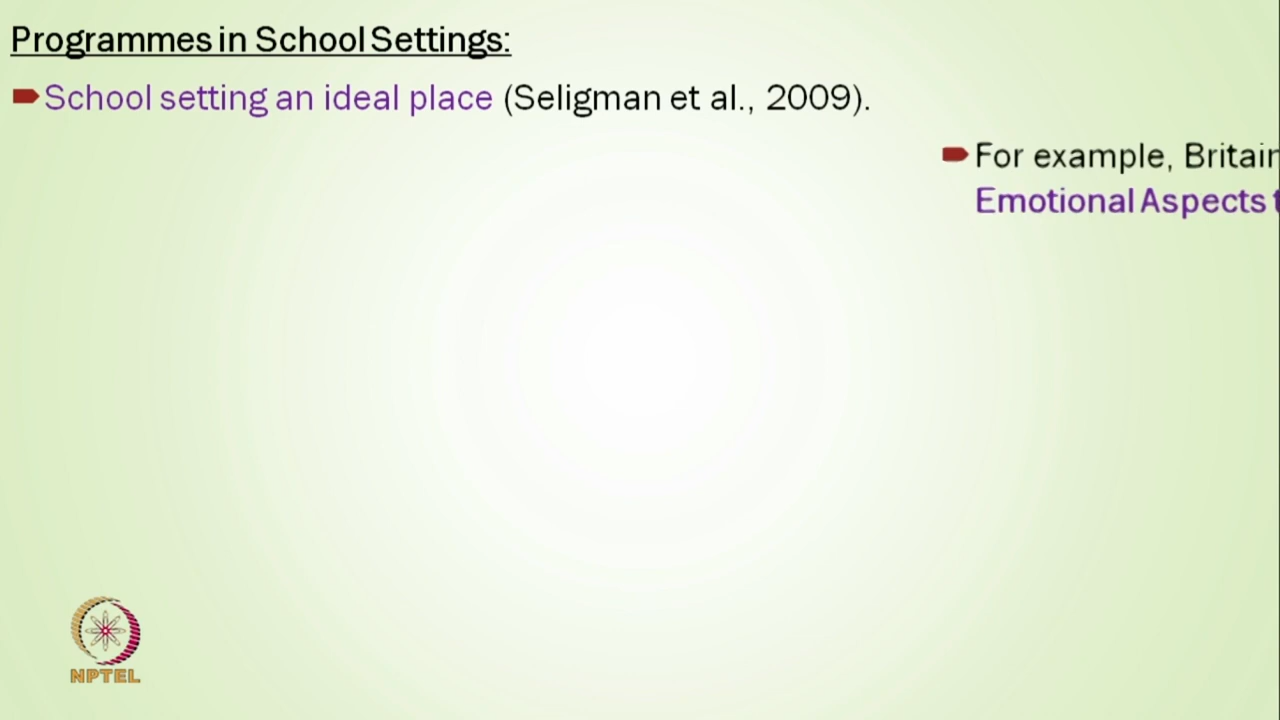 Programmes in School Settings:
School setting an ideal place (Seligman et al., 2009).
For example, Britain
Emotional Aspects t
NPTEL